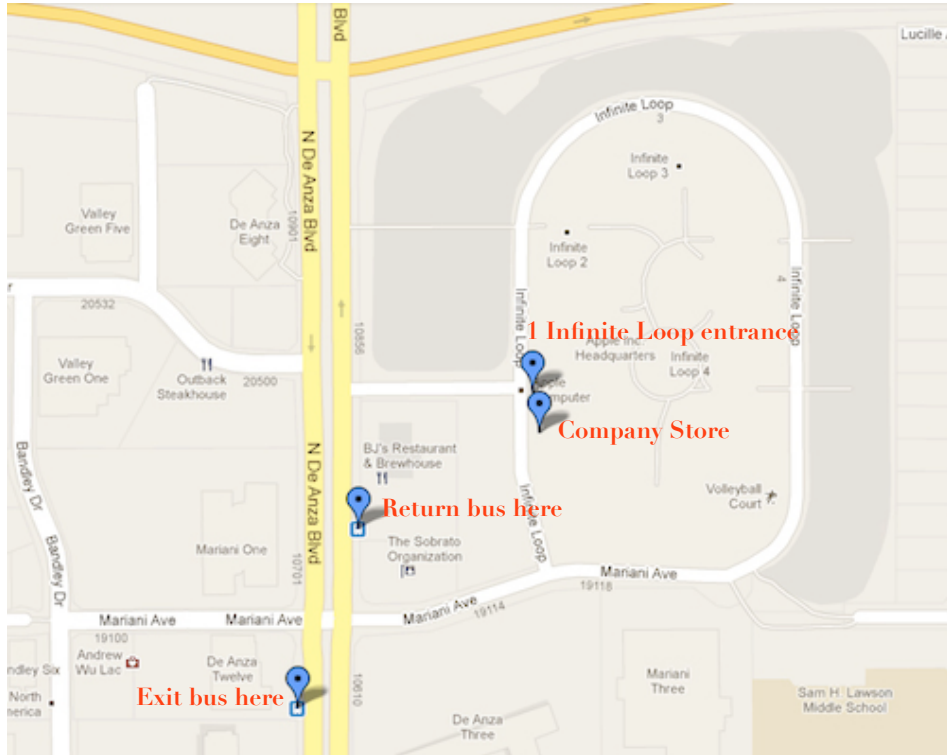 Blvd
Lucille
Infinite Loop
3
N De Anza Blvd
Infinite
Loop 3
Valley
Green Five
De Anza
Eight
10901
Infinite
Loop 2
4
Infinite Loop
Infinite Loop
20532
10856
1 Infinite Loop entrance
Apple Inc.
Headquarters
Infinite
Loop 4
Valley
Green One
Outback
Steakhouse
20500
Apple
Computer
Company Store
BJ's Restaurant
& Brewhouse
Bandley Dr
N De Anza Blvd
Infinite Loop
Volleyball
Court
Return bus here
Mariani One
The Sobrato
Organization
10701
Bandley Dr
Mariani Ave
19118
Mariani Ave
19114
Mariani Ave
Mariani Ave
19100
Andrew
Wu Lac
De Anza
Twelve
ndley Six
North
merica
Exit bus here
10610
Mariani
Three
Sam H. Lawson
Middle School
De Anza
Three